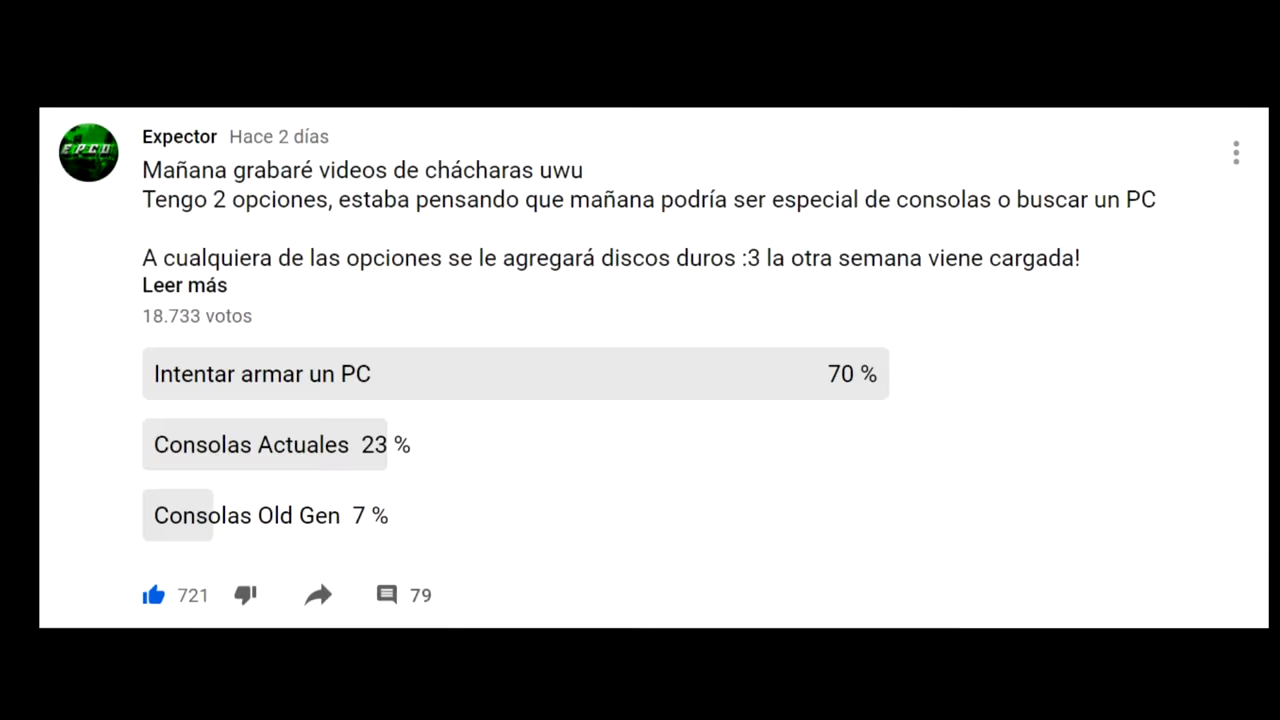 EPCO
Expector Hace 2 días
Mañana grabaré videos de chácharas uwu
Tengo 2 opciones, estaba pensando que mañana podría ser especial de consolas o buscar un PC
A cualquiera de las opciones se le agregará discos duros :3 la otra semana viene cargada!
Leer más
18.733 votos
Intentar armar un PC 70 %
Consolas Actuales 23 %
Consolas Old Gen 7 %
721 79